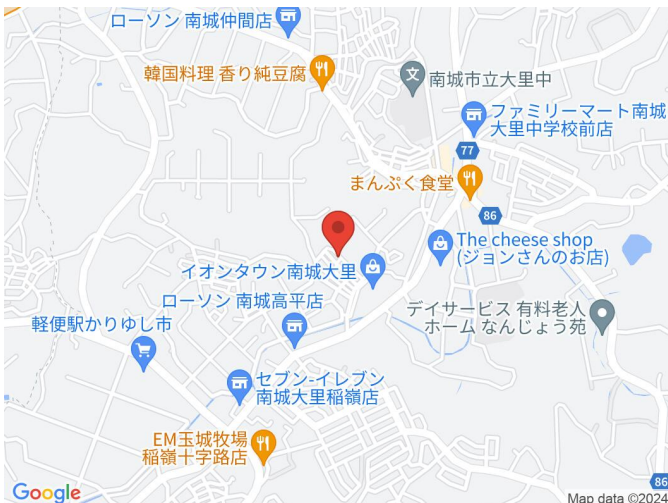 ローソン 南城仲間店
韓国料理 香り純豆腐
南城市立大里中
ファミリーマート南城
大里中学校前店
77
まんぷく食堂
86
The cheese shop
(ジョンさんのお店)
イオンタウン南城大里
ローソン 南城高平店
デイサービス 有料老人
ホーム なんじょう苑
軽便駅かりゆし市
セブン-イレブン
南城大里稲嶺店
EM玉城牧場
稲嶺十字路店
86
Google
Map data ©2024